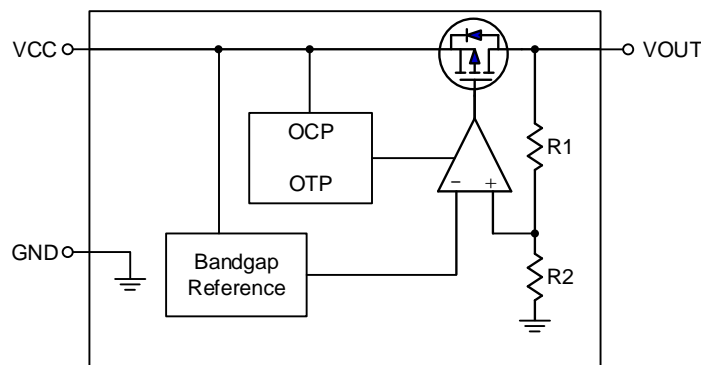 VCC
VOUT
OCP
OTP
R1
- +
GND
Bandgap
Reference
R2